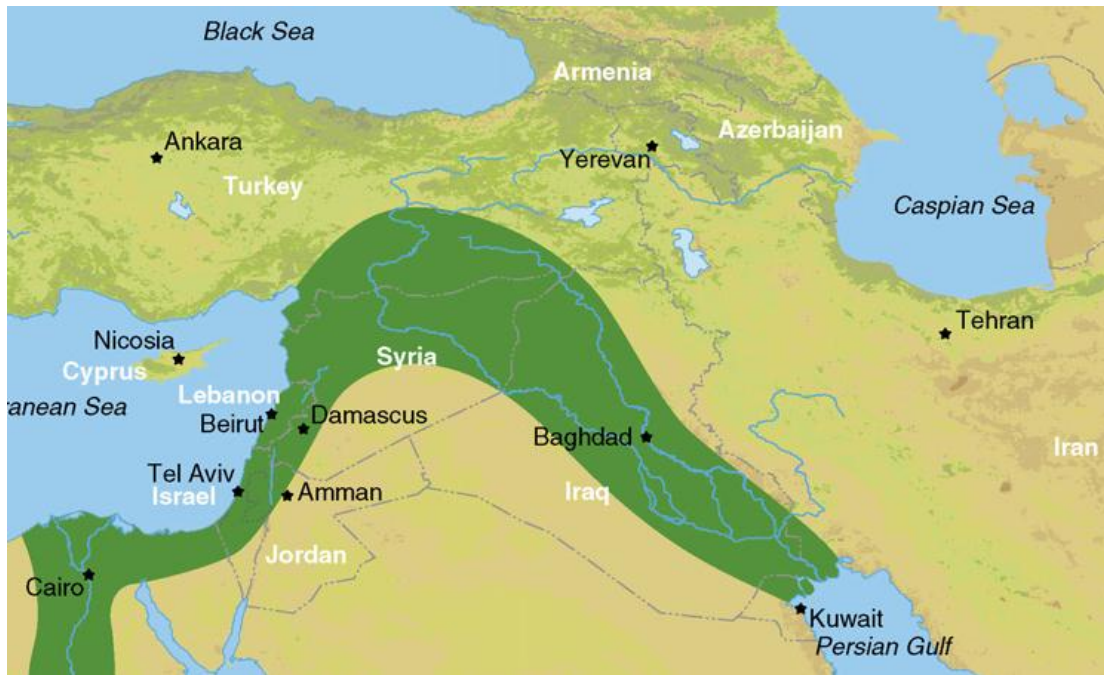 Black Sea
Armenia
Azerbaijan
Ankara
Yerevan
Turkey
Caspian Sea
Tehran
Nicosia
Cyprus
Syria
Lebanon
ranean Sea
Beirut
Damascus
Baghdad
Iran
Tel Aviv
Israel
Amman
Iraq
Jordan
Cairo
Kuwait
Persian Gulf